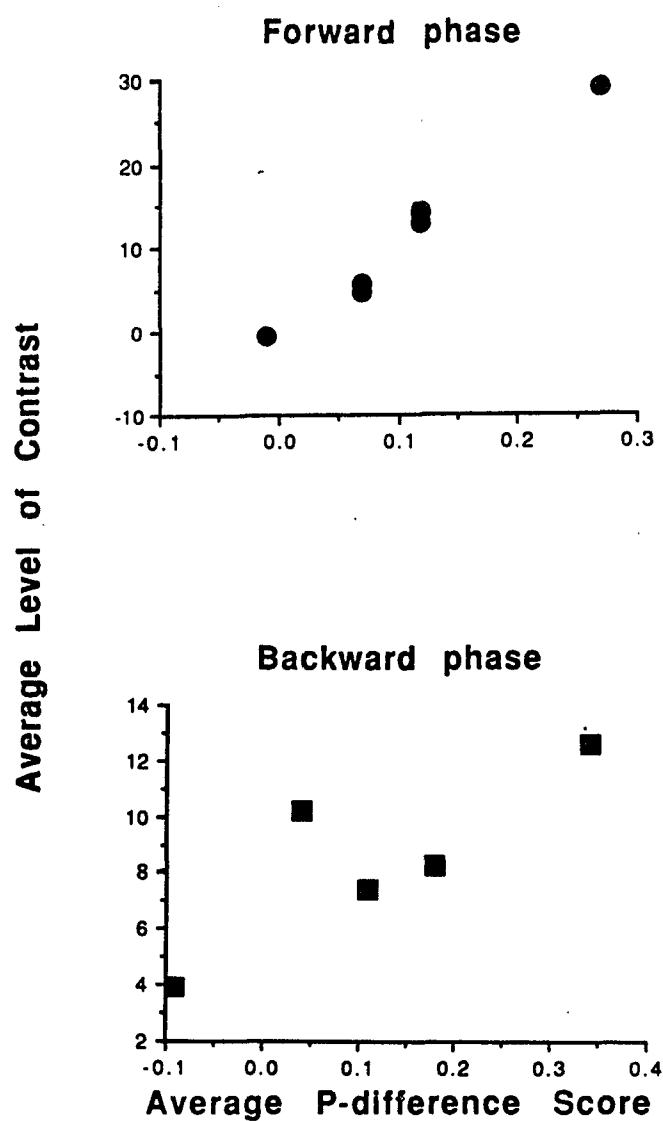 Forward phase
30
20
10
0
-10
-0.1 0.0 0.1 0.2 0.3
Average Level of Contrast
Backward phase
14
12
10
8
6
4
2
-0.1 0.0 0.1 0.2 0.3 0.4
Average P-difference Score